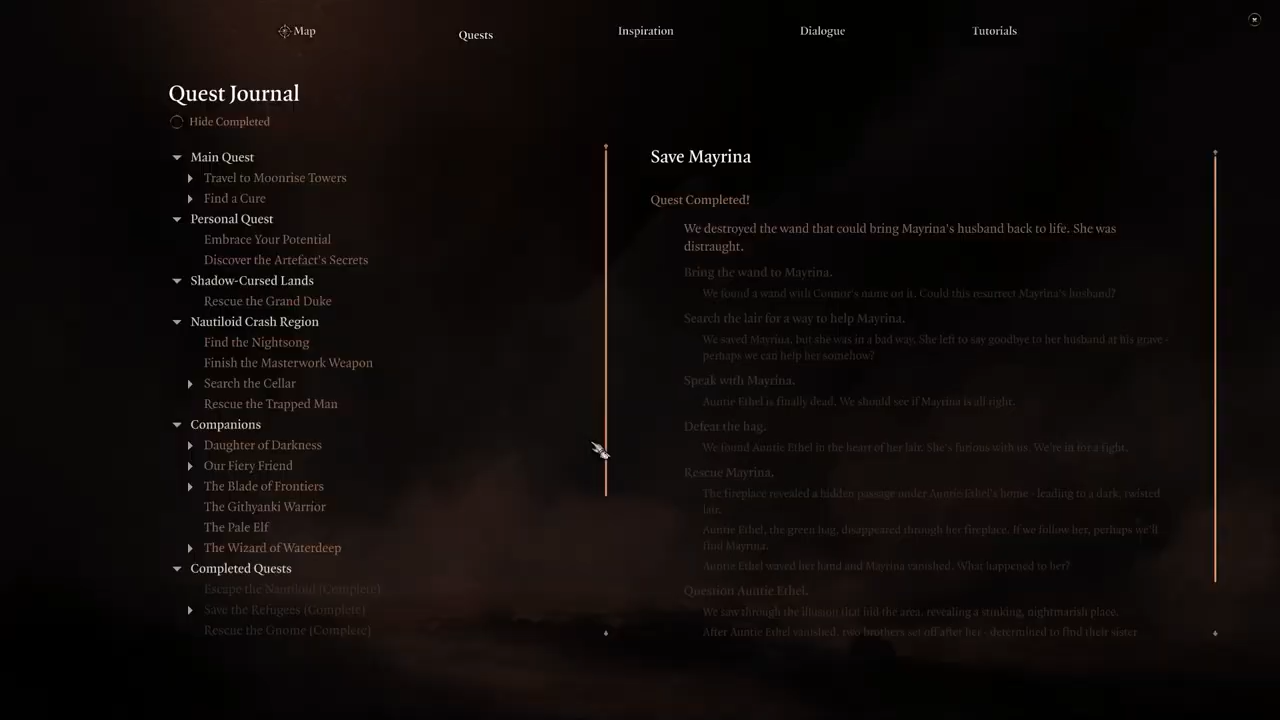 Map
Quests
Inspiration
Dialogue
Tutorials
Quest Journal
Hide Completed
Main Quest
Travel to Moonrise Towers
Find a Cure
Personal Quest
Embrace Your Potential
Discover the Artefact's Secrets
Shadow-Cursed Lands
Rescue the Grand Duke
Nautiloid Crash Region
Find the Nightsong
Finish the Masterwork Weapon
Search the Cellar
Rescue the Trapped Man
Companions
Daughter of Darkness
Our Fiery Friend
The Blade of Frontiers
The Githyanki Warrior
The Pale Elf
The Wizard of Waterdeep
Completed Quests
Escape the Nautiloid (Complete)
Save the Refugees (Complete)
Rescue the Gnome (Complete)
Save Mayrina
Quest Completed!
We destroyed the wand that could bring Mayrina's husband back to life. She was
distraught.
Bring the wand to Mayrina.
We found a wand with Connor's name on it. Could this resurrect Mayrina's husband?
Search the lair for a way to help Mayrina.
We saved Mayrina, but she was in a bad way. She left to say goodbye to her husband at his grave -
perhaps we can help her somehow?
Speak with Mayrina.
Auntie Ethel is finally dead. We should see if Mayrina is all right.
Defeat the hag.
We found Auntie Ethel in the heart of her lair. She's furious with us. We're in for a fight.
Rescue Mayrina.
The fireplace revealed a hidden passage under Auntie Ethel's home - leading to a dark, twisted
lair.
Auntie Ethel, the green hag, disappeared through her fireplace. If we follow her, perhaps we'll
find Mayrina.
Auntie Ethel waved her hand and Mayrina vanished. What happened to her?
Question Auntie Ethel.
We saw through the illusion that hid the area, revealing a stinking, nightmarish place.
After Auntie Ethel vanished, two brothers set off after her - determined to find their sister